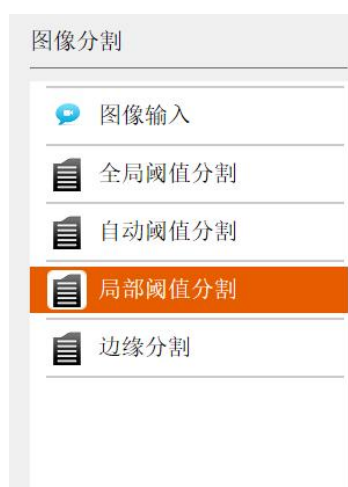 图像分割
图像输入
全局阈值分割
自动阈值分割
局部阈值分割
边缘分割